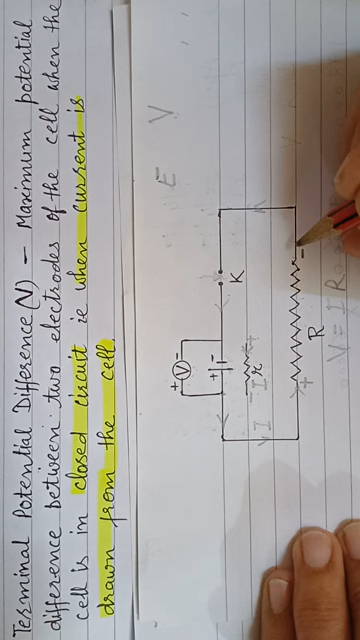 Terminal Potential Difference (V) – Maximum potential
difference between two electrodes of the cell when the
cell is in closed circuit ie when current is
drawn from the cell.
E V
+ V -
+ -
K
r
I
R
+ -
V = I R